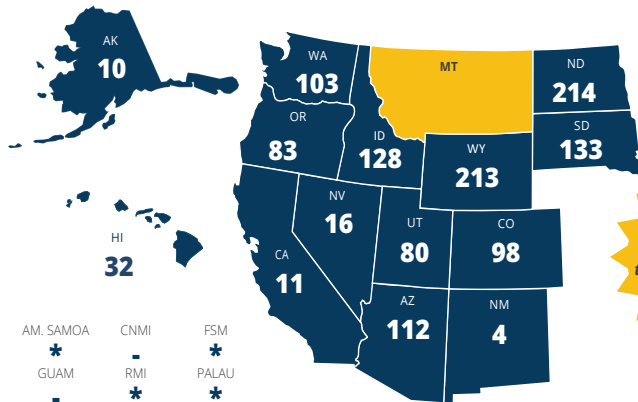 AK
10
WA
103
MT
ND
214
OR
83
ID
128
WY
213
SD
133
NV
16
UT
80
CO
98
HI
32
CA
11
AZ
112
NM
4
AM. SAMOA
*
CNMI
-
FSM
*
GUAM
-
RMI
*
PALAU
*